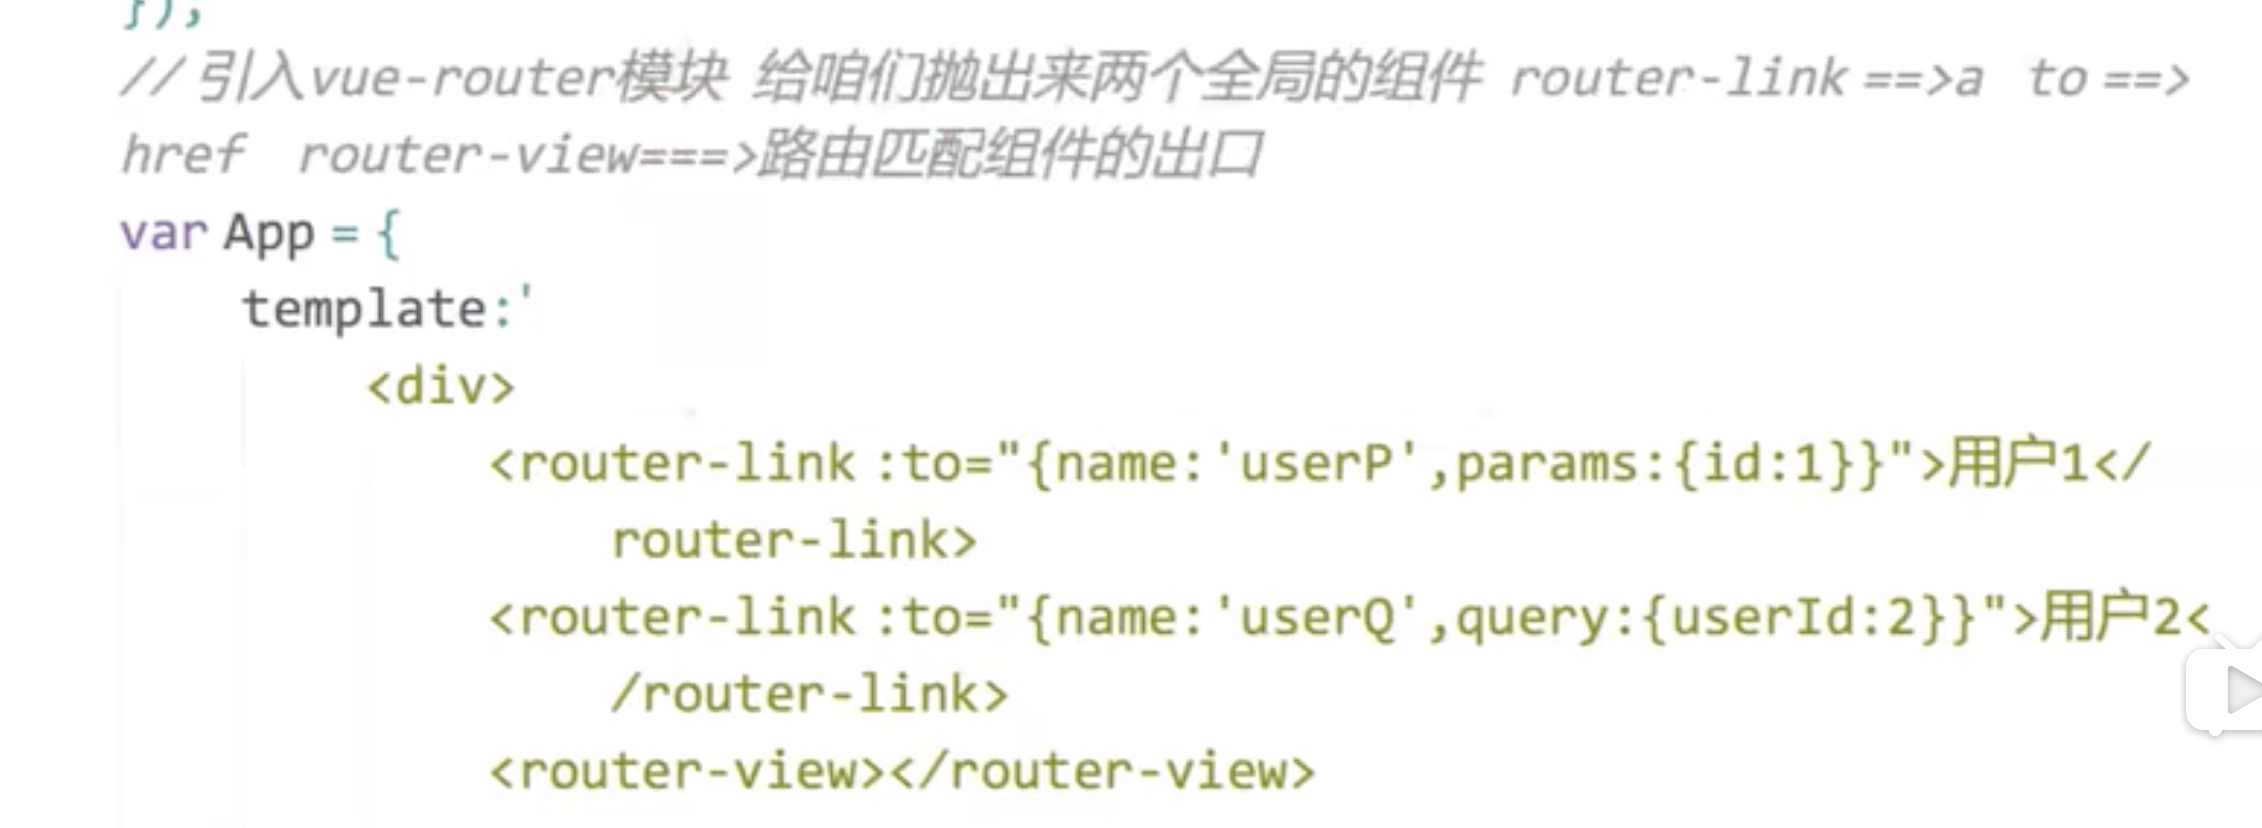 });
//引入vue-router模块 给咱们抛出来两个全局的组件 router-link ==>a to ==>
href router-view===>路由匹配组件的出口
var App = {
template:'
<div>
<router-link :to="{name:'userP',params:{id:1}}">用户1</
router-link>
<router-link :to="{name:'userQ',query:{userId:2}}">用户2<
/router-link>
<router-view></router-view>